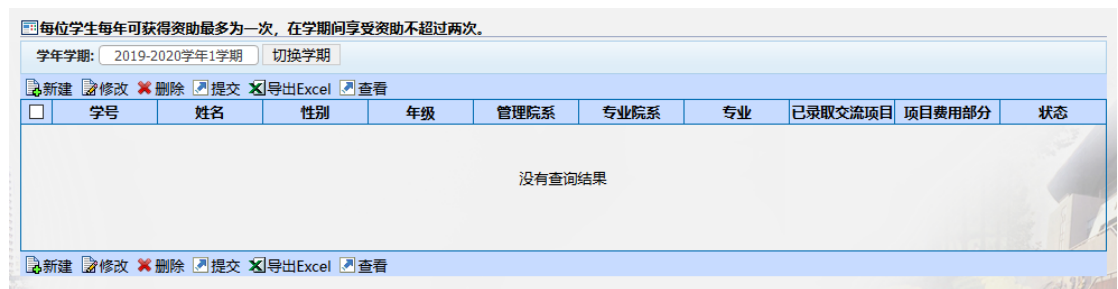 每位学生每年可获得资助最多为一次，在学期间享受资助不超过两次。
学年学期: 2019-2020学年1学期 切换学期
新建 修改 删除 提交 导出Excel 查看
学号 姓名 性别 年级 管理院系 专业院系 专业 已录取交流项目 项目费用部分 状态
没有查询结果
新建 修改 删除 提交 导出Excel 查看